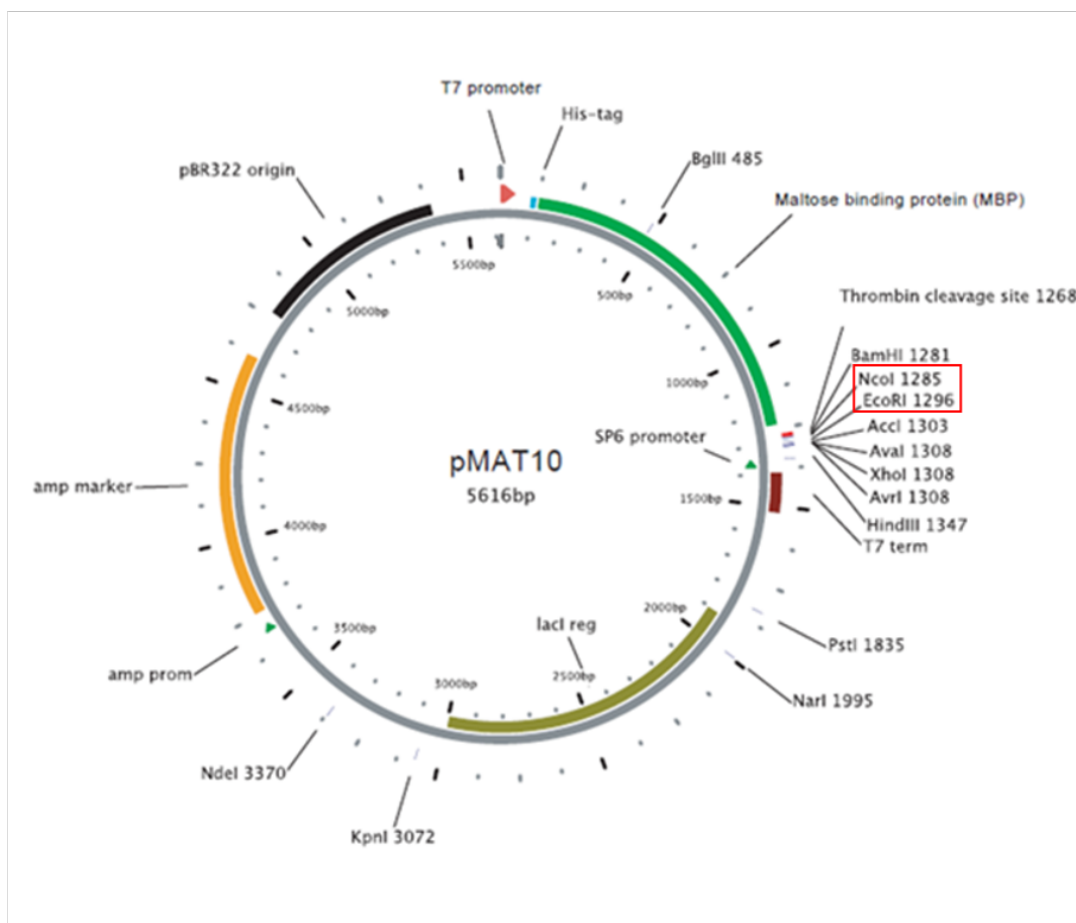 T7 promoter
His-tag
pBR322 origin
BglII 485
Maltose binding protein (MBP)
5500bp
500bp
5000bp
Thrombin cleavage site 1268
BamHI 1281
NcoI 1285
EcoRI 1296
1000bp
4500bp
AccI 1303
SP6 promoter
AvaI 1308
pMAT10
XhoI 1308
5616bp
amp marker
AvrI 1308
1500bp
HindIII 1347
4000bp
T7 term
2000bp
lacI reg
3500bp
PstI 1835
amp prom
2500bp
3000bp
NarI 1995
NdeI 3370
KpnI 3072